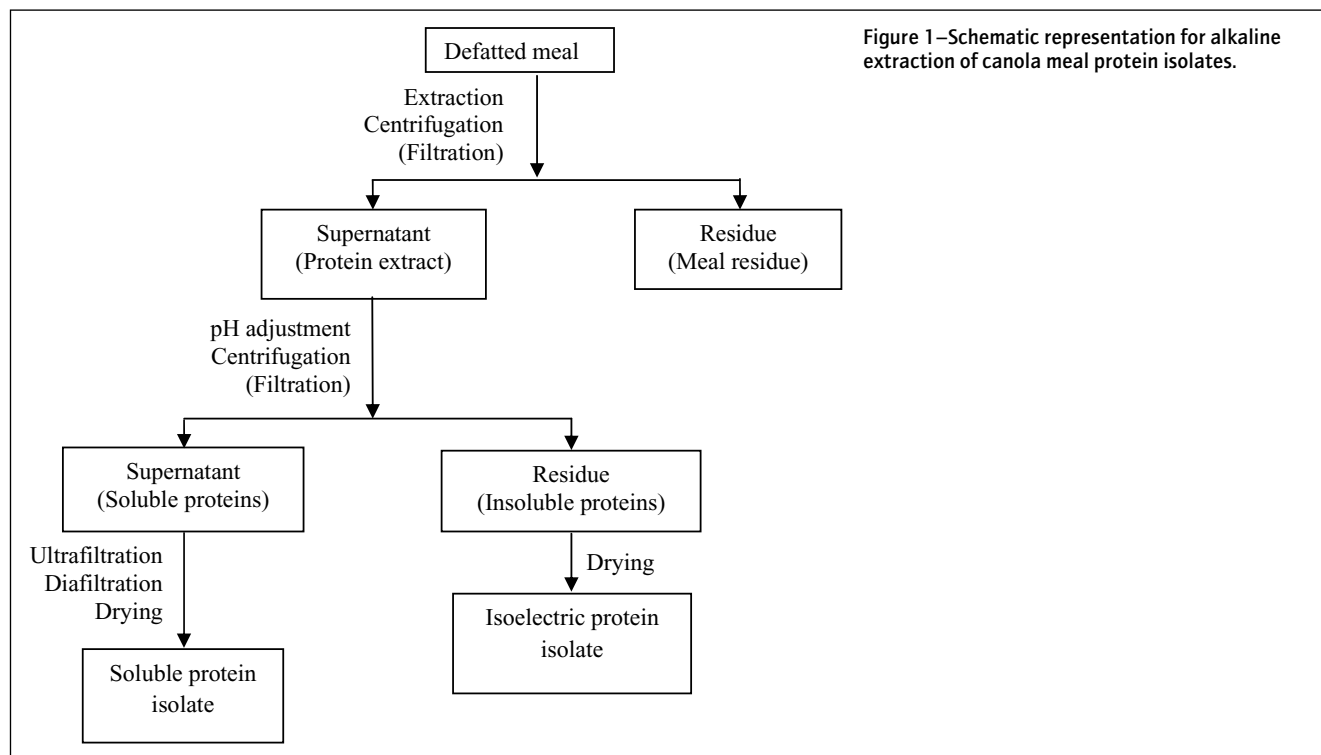 Figure 1–Schematic representation for alkaline
extraction of canola meal protein isolates.
Defatted meal
Extraction
Centrifugation
(Filtration)
Supernatant
(Protein extract)
Residue
(Meal residue)
pH adjustment
Centrifugation
(Filtration)
Supernatant
(Soluble proteins)
Residue
(Insoluble proteins)
Ultrafiltration
Diafiltration
Drying
Drying
Isoelectric protein
isolate
Soluble protein
isolate